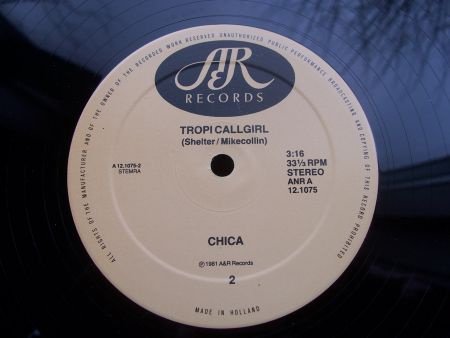 ALL RIGHTS OF THE MANUFACTURER AND OF THE OWNER OF THE RECORDED WORK RESERVED UNAUTHORIZED PUBLIC PERFORMANCE BROADCASTING AND COPYING OF THIS RECORD PROHIBITED
A&R
RECORDS
TROPI CALLGIRL
(Shelter/Mikecollin)
A 12.1075-2
STEMRA
3:16
33⅓ RPM
STEREO
ANR A
12.1075
CHICA
℗ 1981 A&R Records
2
MADE IN HOLLAND